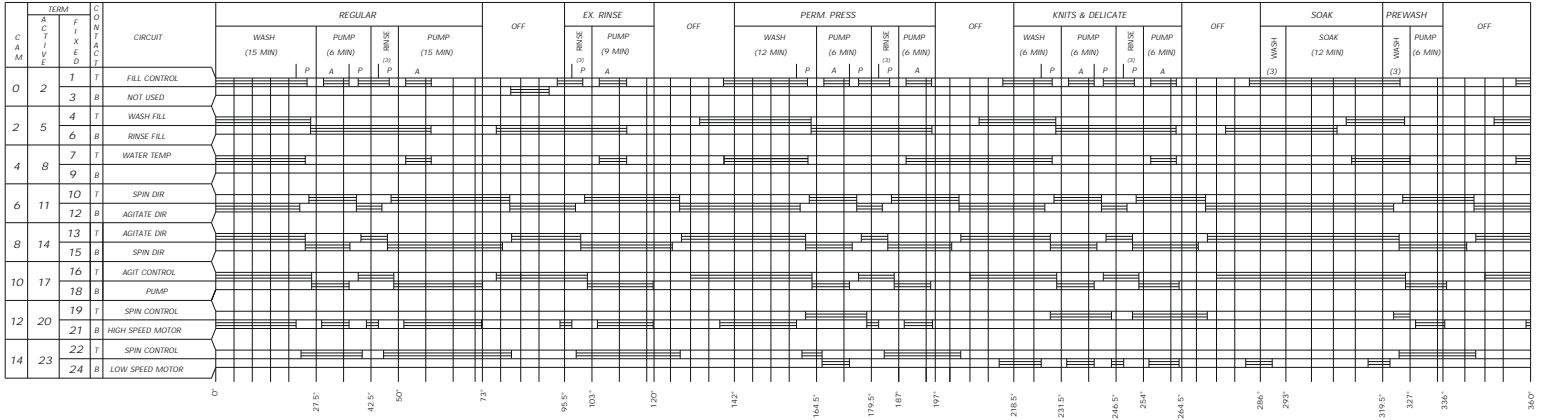 TERM
CAM
ACTIVE
FIXED
CONTACT
CIRCUIT
REGULAR
OFF
EX. RINSE
OFF
PERM. PRESS
OFF
KNITS & DELICATE
OFF
SOAK
PREWASH
OFF
WASH
(15 MIN)
P
PUMP
(6 MIN)
A
RINSE
(3)
P
PUMP
(15 MIN)
A
RINSE
(3)
P
PUMP
(9 MIN)
A
WASH
(12 MIN)
P
PUMP
(6 MIN)
A
RINSE
(3)
P
PUMP
(6 MIN)
A
WASH
(6 MIN)
P
PUMP
(6 MIN)
A
RINSE
(3)
P
PUMP
(6 MIN)
A
WASH
(3)
SOAK
(12 MIN)
WASH
(3)
PUMP
(6 MIN)
0 2 1 T FILL CONTROL
3 B NOT USED
2 5 4 T WASH FILL
6 B RINSE FILL
4 8 7 T WATER TEMP
9 B
6 11 10 T SPIN DIR
12 B AGITATE DIR
8 14 13 T AGITATE DIR
15 B SPIN DIR
10 17 16 T AGIT CONTROL
18 B PUMP
12 20 19 T SPIN CONTROL
21 B HIGH SPEED MOTOR
14 23 22 T SPIN CONTROL
24 B LOW SPEED MOTOR
0° 27.5° 42.5° 50° 73° 95.5° 103° 120° 142° 164.5° 179.5° 187° 197° 218.5° 231.5° 246.5° 254° 264.5° 286° 293° 319.5° 327° 336° 360°